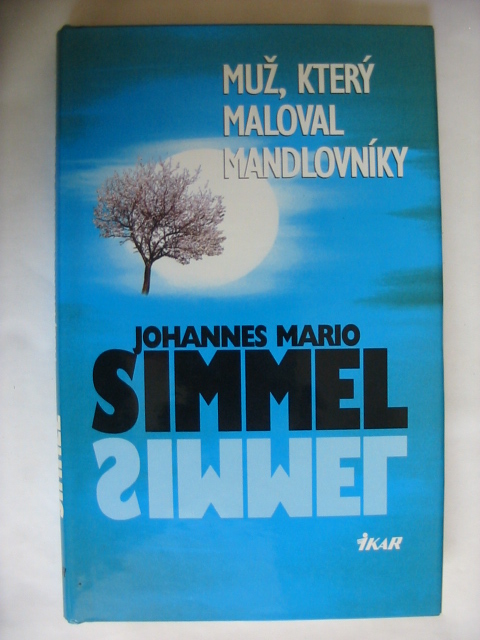 MUŽ, KTERÝ
MALOVAL
MANDLOVNÍKY
JOHANNES MARIO
SIMMEL
SIMMEL
iKAR